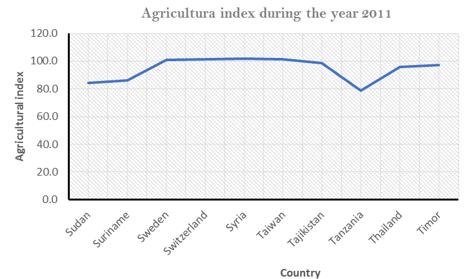 Agricultura index during the year 2011
120.0
100.0
80.0
60.0
40.0
20.0
0.0
Agricultural index
Sudan
Suriname
Sweden
Switzerland
Syria
Taiwan
Tajikistan
Tanzania
Thailand
Timor
Country